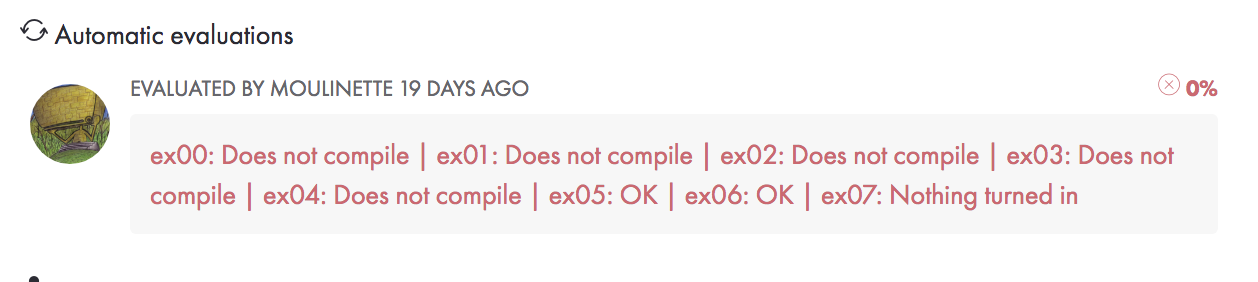 Automatic evaluations
EVALUATED BY MOULINETTE 19 DAYS AGO
0%
ex00: Does not compile | ex01: Does not compile | ex02: Does not compile | ex03: Does not
compile | ex04: Does not compile | ex05: OK | ex06: OK | ex07: Nothing turned in